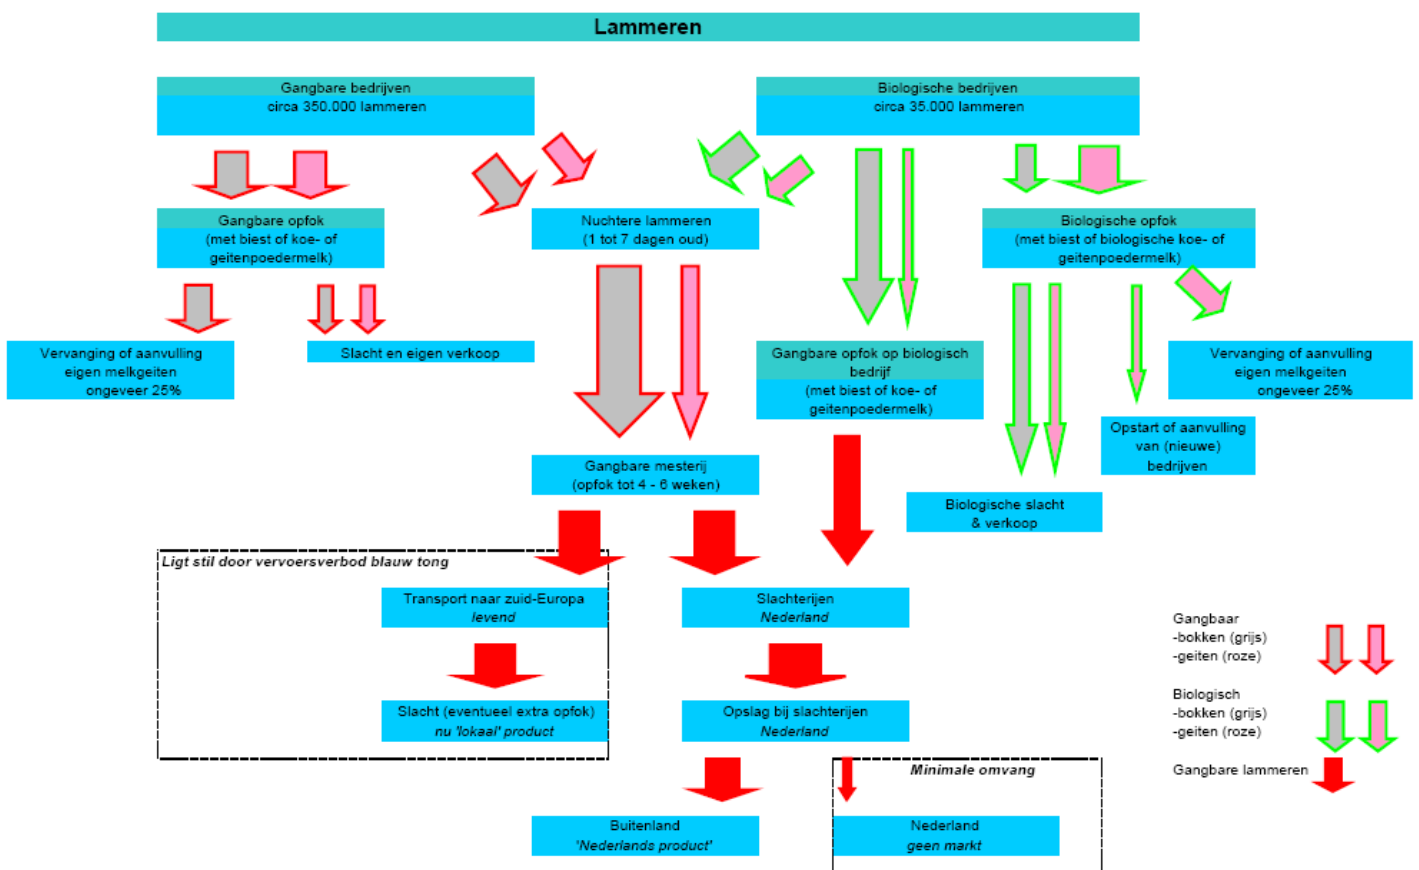 Lammeren
Gangbare bedrijven
circa 350.000 lammeren
Biologische bedrijven
circa 35.000 lammeren
Gangbare opfok
(met biest of koe- of
geitenpoedermelk)
Nuchtere lammeren
(1 tot 7 dagen oud)
Biologische opfok
(met biest of biologische koe- of
geitenpoedermelk)
Vervanging of aanvulling
eigen melkgeiten
ongeveer 25%
Slacht en eigen verkoop
Gangbare opfok op biologisch
bedrijf
(met biest of koe- of
geitenpoedermelk)
Vervanging of aanvulling
eigen melkgeiten
ongeveer 25%
Opstart of aanvulling
van (nieuwe)
bedrijven
Gangbare mesterij
(opfok tot 4 - 6 weken)
Biologische slacht
& verkoop
Ligt stil door vervoersverbod blauw tong
Transport naar zuid-Europa
levend
Slachterijen
Nederland
Slacht (eventueel extra opfok)
nu 'lokaal' product
Opslag bij slachterijen
Nederland
Minimale omvang
Buitenland
'Nederlands product'
Nederland
geen markt
Gangbaar
-bokken (grijs)
-geiten (roze)
Biologisch
-bokken (grijs)
-geiten (roze)
Gangbare lammeren